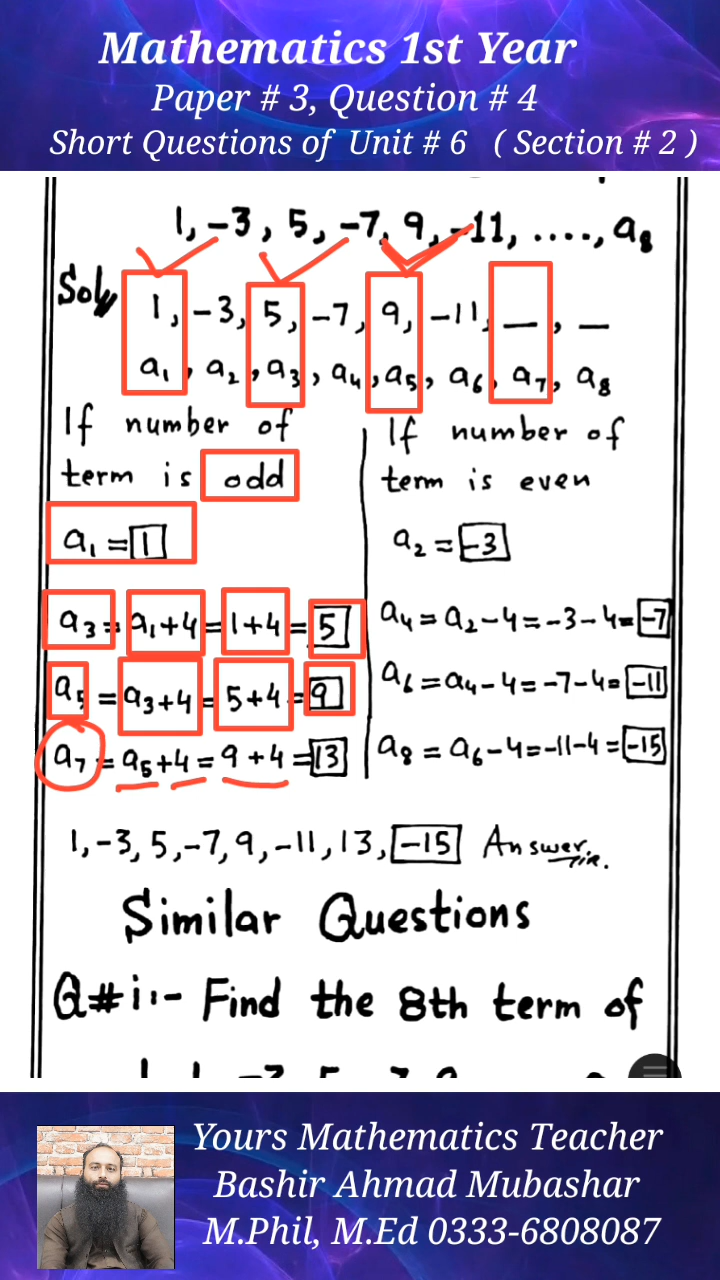 Mathematics 1st Year
Paper # 3, Question # 4
Short Questions of Unit # 6 ( Section # 2 )
1, -3, 5, -7, 9, -11, ...., a₈
Sol
1, -3, 5, -7, 9, -11, _, _
a₁, a₂, a₃, a₄, a₅, a₆, a₇, a₈
If number of
term is odd
a₁ = 1
a₃ = a₁+4 = 1+4 = 5
a₅ = a₃+4 = 5+4 = 9
a₇ = a₅+4 = 9+4 = 13
If number of
term is even
a₂ = -3
a₄ = a₂-4 = -3-4 = -7
a₆ = a₄-4 = -7-4 = -11
a₈ = a₆-4 = -11-4 = -15
1, -3, 5, -7, 9, -11, 13, -15 Answer.
Similar Questions
Q#i:- Find the 8th term of
Yours Mathematics Teacher
Bashir Ahmad Mubashar
M.Phil, M.Ed 0333-6808087